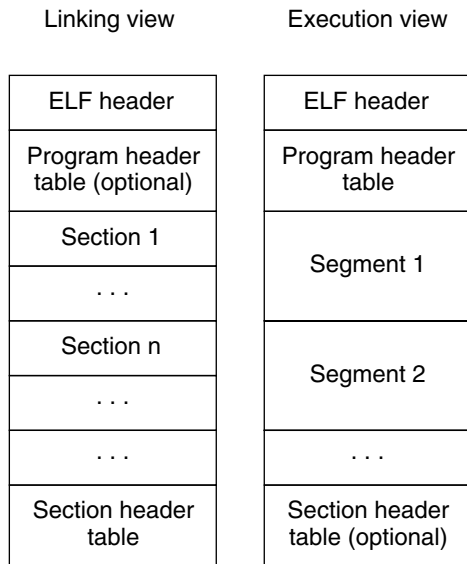 Linking view
ELF header
Program header
table (optional)
Section 1
. . .
Section n
. . .
. . .
Section header
table
Execution view
ELF header
Program header
table
Segment 1
Segment 2
. . .
Section header
table (optional)